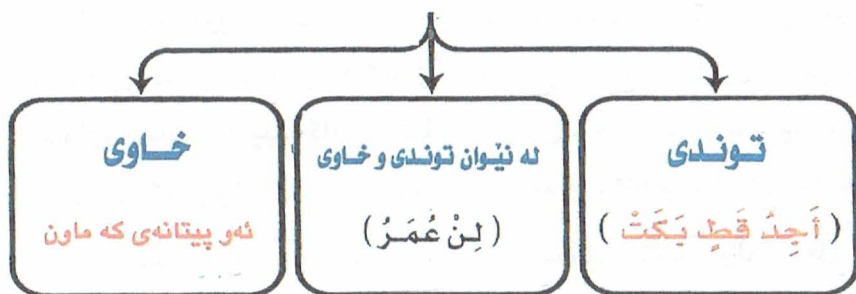 توندی
( أَجِدُ قَطٍ بَكَتْ )
لە نێوان توندی و خاوی
( لِنْ عُمَرُ )
خاوی
ئەو پیتانەی کە ماون